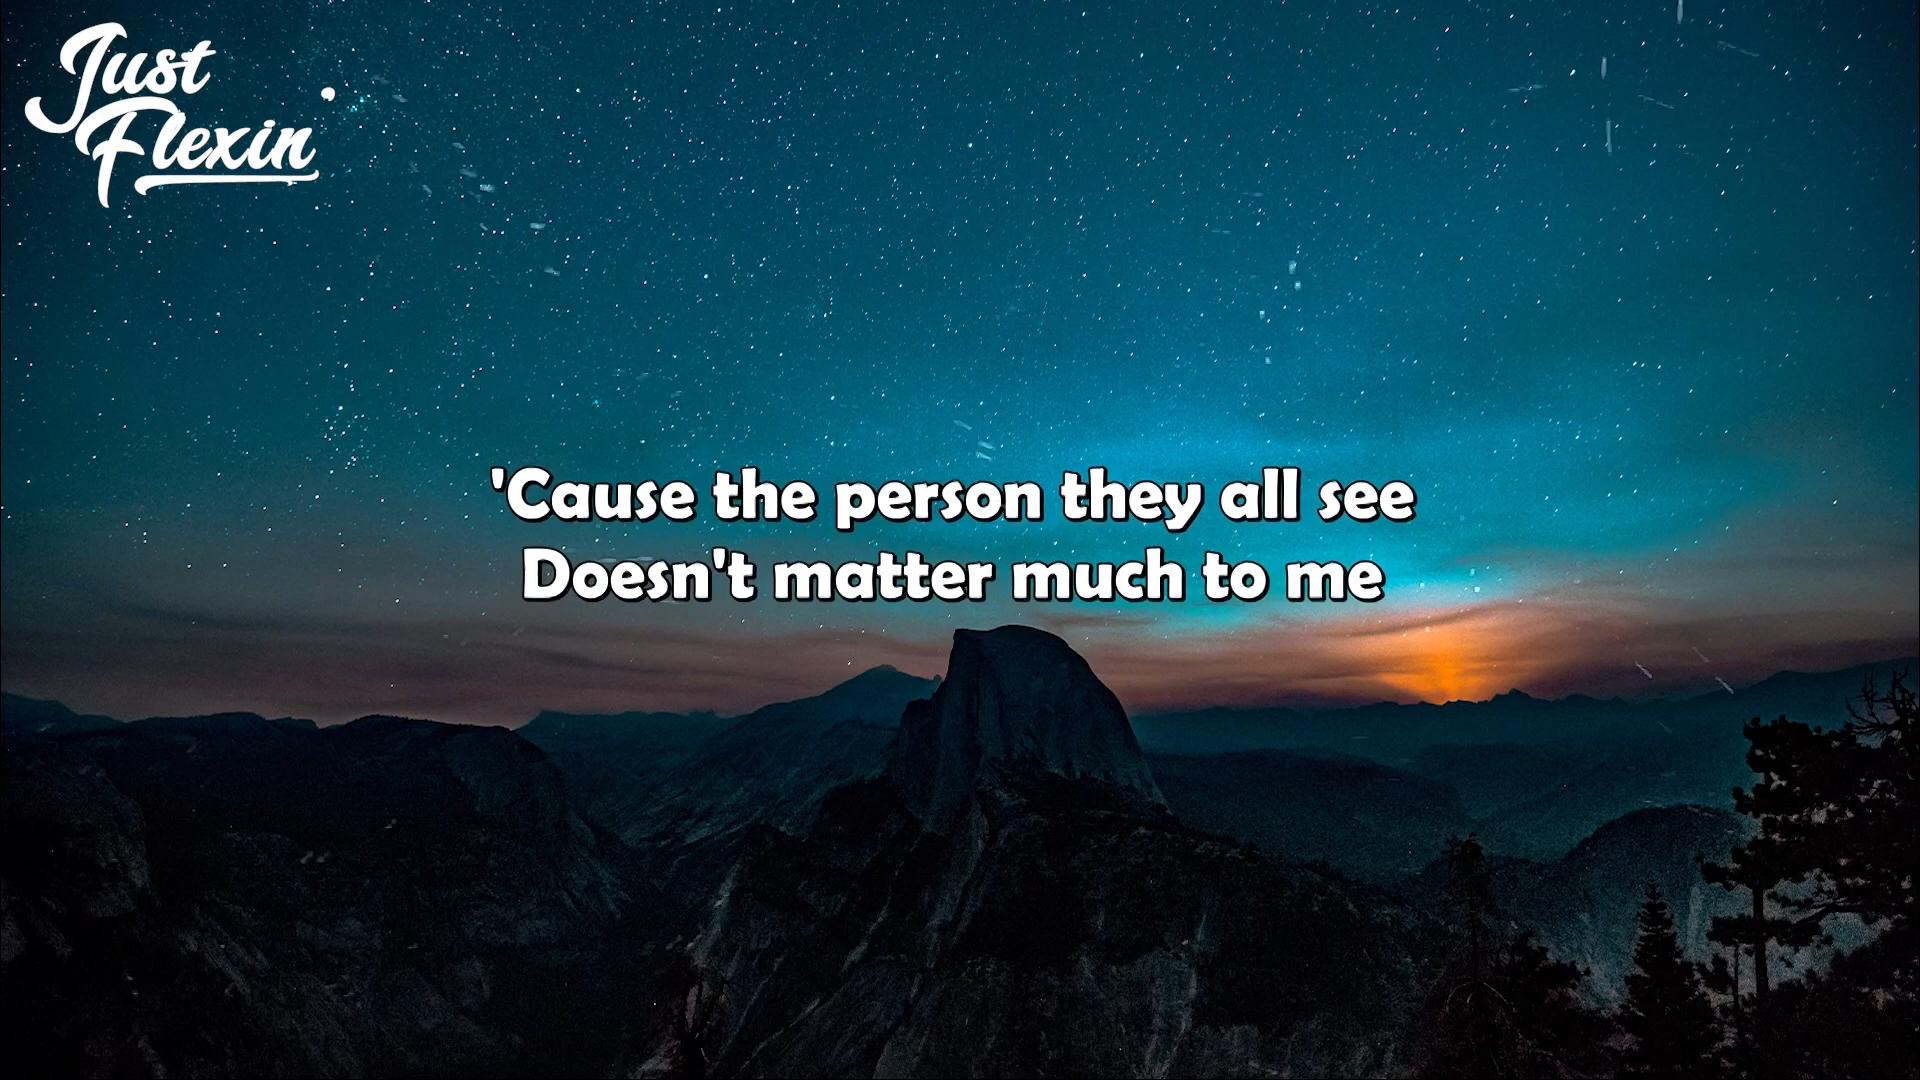 Just
Flexin'
'Cause the person they all see
Doesn't matter much to me